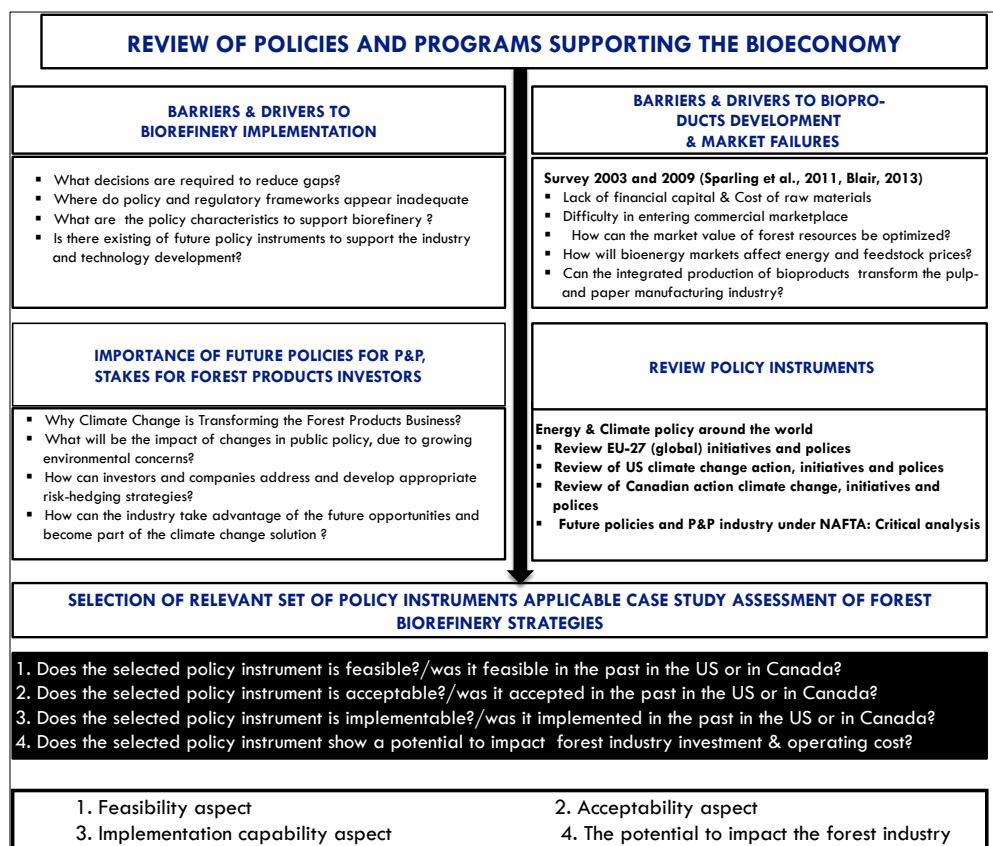 REVIEW OF POLICIES AND PROGRAMS SUPPORTING THE BIOECONOMY
BARRIERS & DRIVERS TO
BIOREFINERY IMPLEMENTATION
▪ What decisions are required to reduce gaps?
▪ Where do policy and regulatory frameworks appear inadequate
▪ What are the policy characteristics to support biorefinery ?
▪ Is there existing of future policy instruments to support the industry
and technology development?
BARRIERS & DRIVERS TO BIOPRO-
DUCTS DEVELOPMENT
& MARKET FAILURES
Survey 2003 and 2009 (Sparling et al., 2011, Blair, 2013)
▪ Lack of financial capital & Cost of raw materials
▪ Difficulty in entering commercial marketplace
▪ How can the market value of forest resources be optimized?
▪ How will bioenergy markets affect energy and feedstock prices?
▪ Can the integrated production of bioproducts transform the pulp-
and paper manufacturing industry?
IMPORTANCE OF FUTURE POLICIES FOR P&P,
STAKES FOR FOREST PRODUCTS INVESTORS
▪ Why Climate Change is Transforming the Forest Products Business?
▪ What will be the impact of changes in public policy, due to growing
environmental concerns?
▪ How can investors and companies address and develop appropriate
risk-hedging strategies?
▪ How can the industry take advantage of the future opportunities and
become part of the climate change solution ?
REVIEW POLICY INSTRUMENTS
Energy & Climate policy around the world
▪ Review EU-27 (global) initiatives and polices
▪ Review of US climate change action, initiatives and polices
▪ Review of Canadian action climate change, initiatives and
polices
▪ Future policies and P&P industry under NAFTA: Critical analysis
SELECTION OF RELEVANT SET OF POLICY INSTRUMENTS APPLICABLE CASE STUDY ASSESSMENT OF FOREST
BIOREFINERY STRATEGIES
1. Does the selected policy instrument is feasible?/was it feasible in the past in the US or in Canada?
2. Does the selected policy instrument is acceptable?/was it accepted in the past in the US or in Canada?
3. Does the selected policy instrument is implementable?/was it implemented in the past in the US or in Canada?
4. Does the selected policy instrument show a potential to impact forest industry investment & operating cost?
1. Feasibility aspect 2. Acceptability aspect
3. Implementation capability aspect 4. The potential to impact the forest industry